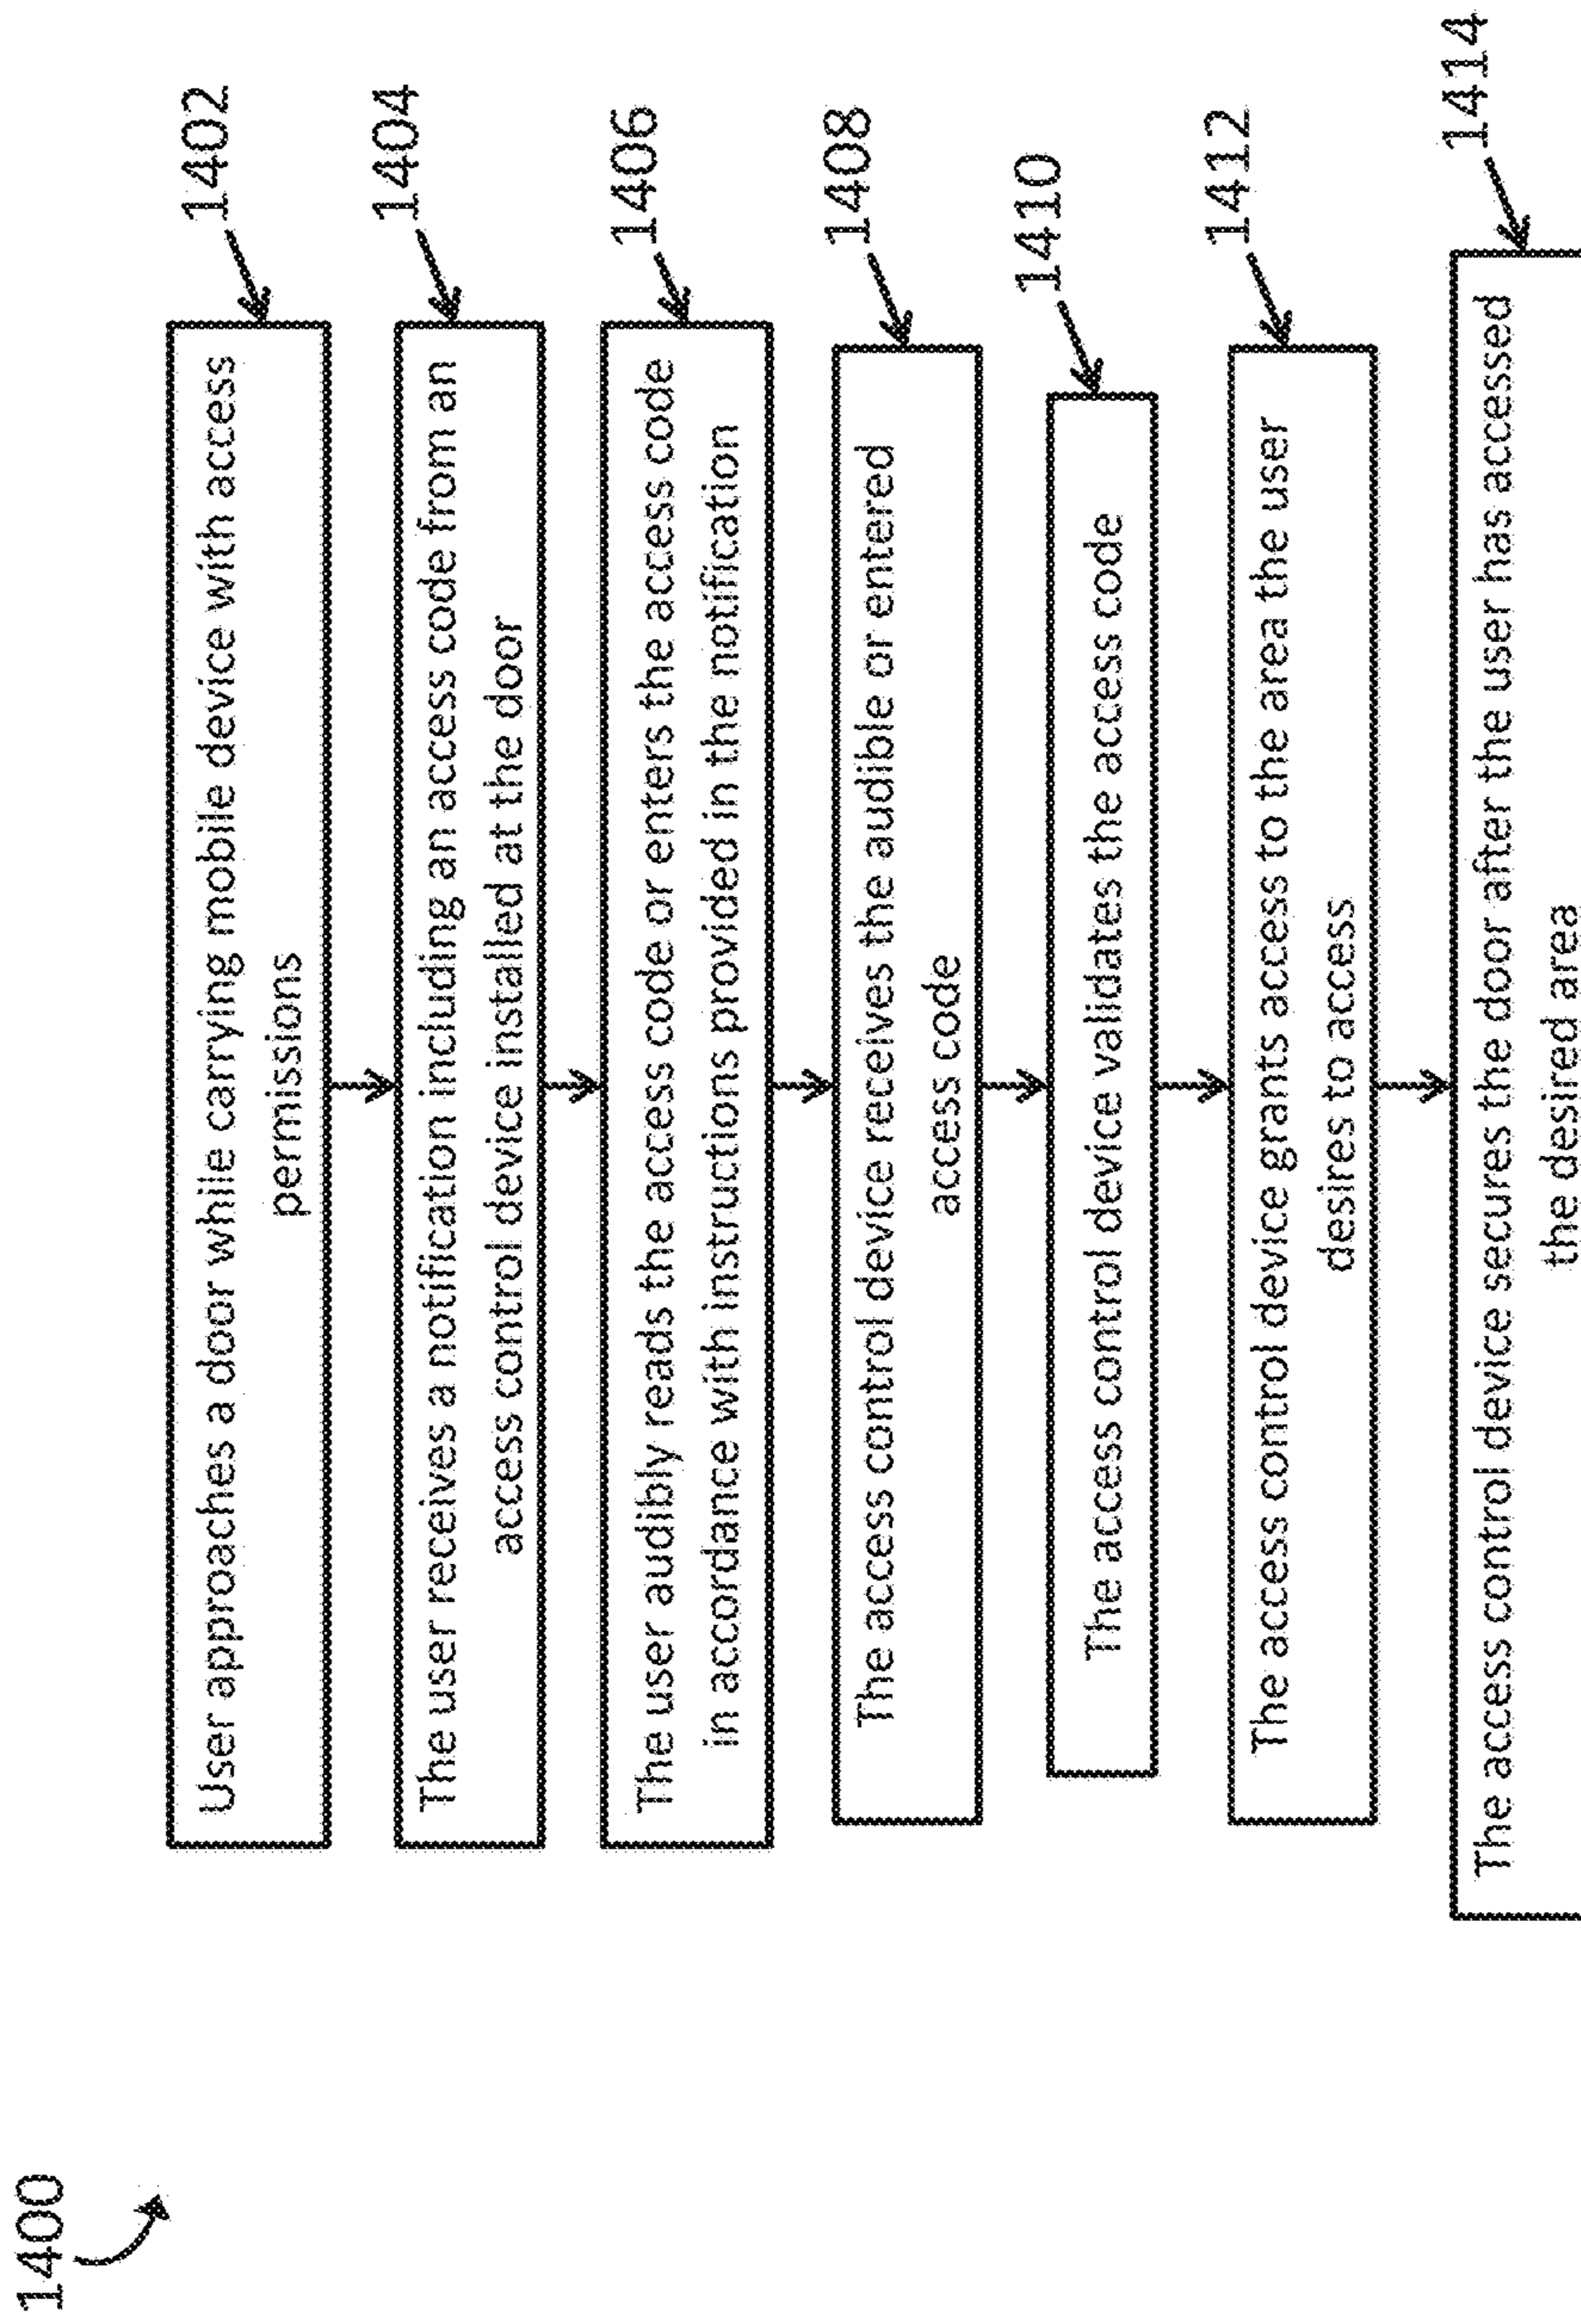 1400
User approaches a door while carrying mobile device with access
permissions
1402
The user receives a notification including an access code from an
access control device installed at the door
1404
The user audibly reads the access code or enters the access code
in accordance with instructions provided in the notification
1406
The access control device receives the audible or entered
access code
1408
The access control device validates the access code
1410
The access control device grants access to the area the user
desires to access
1412
The access control device secures the door after the user has accessed
the desired area
1414